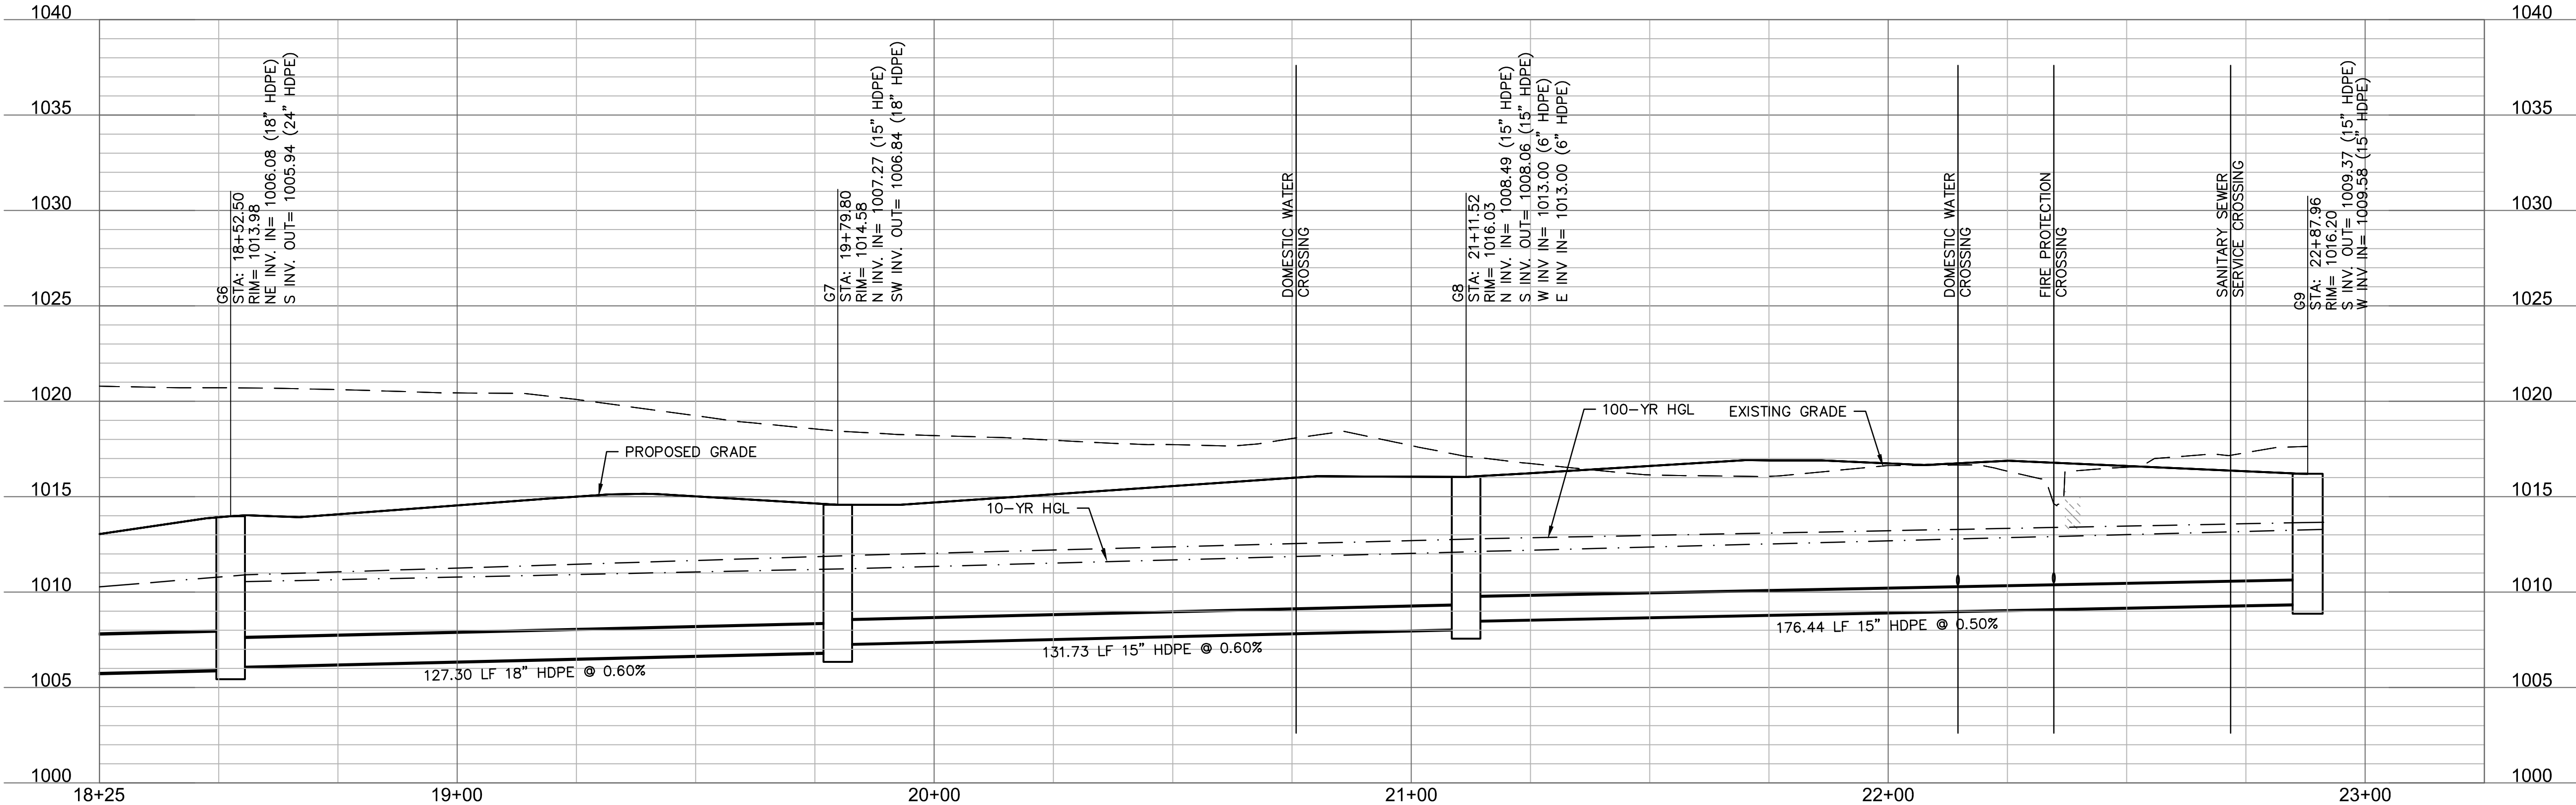 1040
1035
1030
1025
1020
1015
1010
1005
1000
G6
STA: 18+52.50
RIM= 1013.98
NE INV. IN= 1006.08 (18" HDPE)
S INV. OUT= 1005.94 (24" HDPE)
G7
STA: 19+79.80
RIM= 1014.58
N INV. IN= 1007.27 (15" HDPE)
SW INV. OUT= 1006.84 (18" HDPE)
DOMESTIC WATER
CROSSING
G8
STA: 21+11.52
RIM= 1016.03
N INV. IN= 1008.49 (15" HDPE)
S INV. OUT= 1008.06 (15" HDPE)
W INV IN= 1013.00 (6" HDPE)
E INV IN= 1013.00 (6" HDPE)
DOMESTIC WATER
CROSSING
FIRE PROTECTION
CROSSING
SANITARY SEWER
SERVICE CROSSING
G9
STA: 22+87.96
RIM= 1016.20
S INV. OUT= 1009.37 (15" HDPE)
W INV IN= 1009.58 (15" HDPE)
PROPOSED GRADE
10-YR HGL
100-YR HGL
EXISTING GRADE
127.30 LF 18" HDPE @ 0.60%
131.73 LF 15" HDPE @ 0.60%
176.44 LF 15" HDPE @ 0.50%
1040
1035
1030
1025
1020
1015
1010
1005
1000
18+25
19+00
20+00
21+00
22+00
23+00